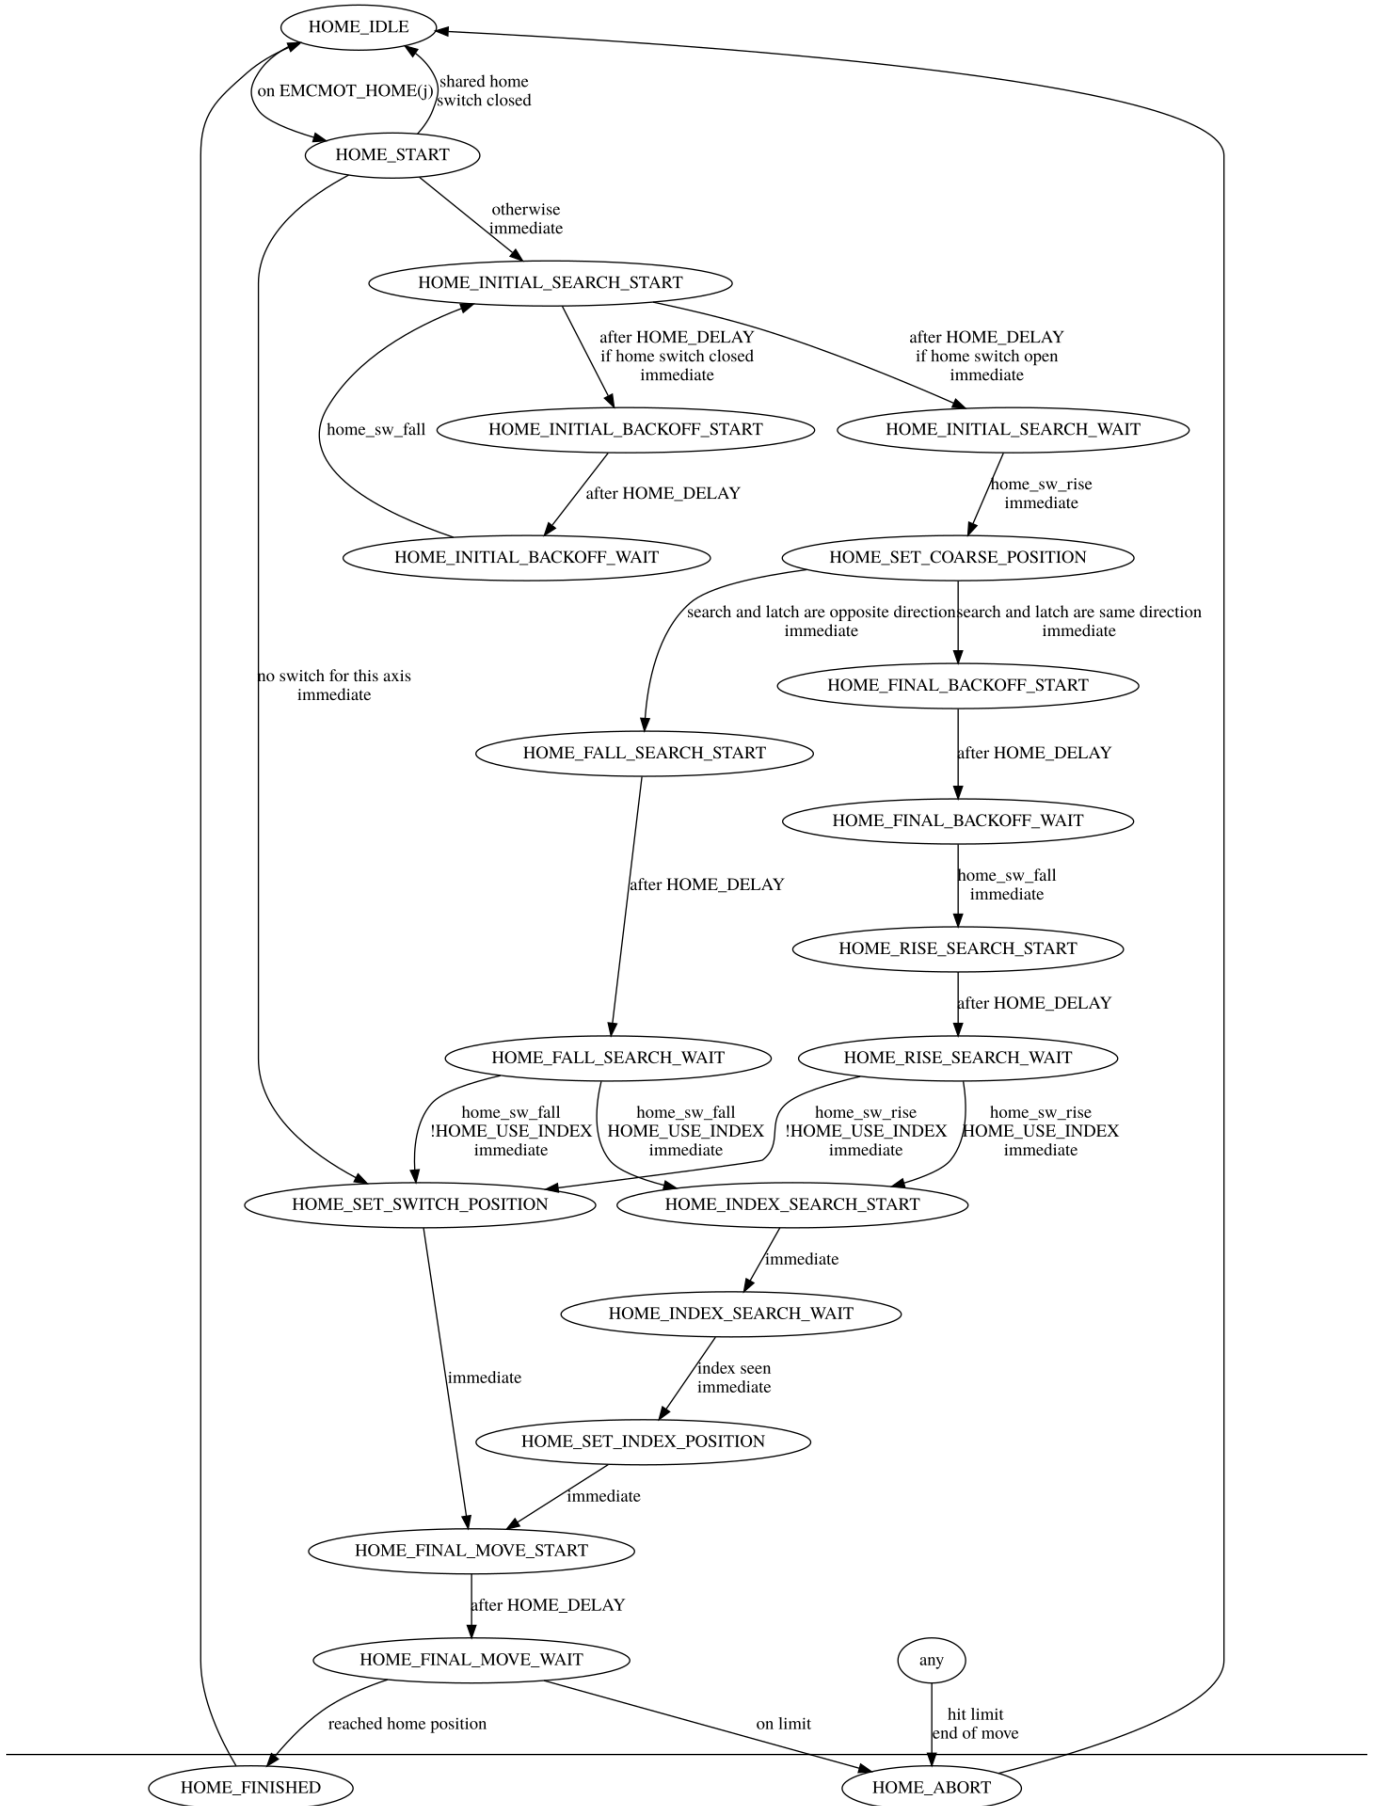 HOME_IDLE
on EMCMOT_HOME(j)
shared home
switch closed
HOME_START
otherwise
immediate
HOME_INITIAL_SEARCH_START
after HOME_DELAY
if home switch closed
immediate
after HOME_DELAY
if home switch open
immediate
home_sw_fall
HOME_INITIAL_BACKOFF_START
HOME_INITIAL_SEARCH_WAIT
after HOME_DELAY
home_sw_rise
immediate
HOME_INITIAL_BACKOFF_WAIT
HOME_SET_COARSE_POSITION
search and latch are opposite direction
immediate
search and latch are same direction
immediate
no switch for this axis
immediate
HOME_FINAL_BACKOFF_START
HOME_FALL_SEARCH_START
after HOME_DELAY
HOME_FINAL_BACKOFF_WAIT
after HOME_DELAY
home_sw_fall
immediate
HOME_RISE_SEARCH_START
after HOME_DELAY
HOME_FALL_SEARCH_WAIT
HOME_RISE_SEARCH_WAIT
home_sw_fall
!HOME_USE_INDEX
immediate
home_sw_fall
HOME_USE_INDEX
immediate
home_sw_rise
!HOME_USE_INDEX
immediate
home_sw_rise
HOME_USE_INDEX
immediate
HOME_SET_SWITCH_POSITION
HOME_INDEX_SEARCH_START
immediate
HOME_INDEX_SEARCH_WAIT
immediate
index seen
immediate
HOME_SET_INDEX_POSITION
immediate
HOME_FINAL_MOVE_START
after HOME_DELAY
HOME_FINAL_MOVE_WAIT
any
reached home position
on limit
hit limit
end of move
HOME_FINISHED
HOME_ABORT